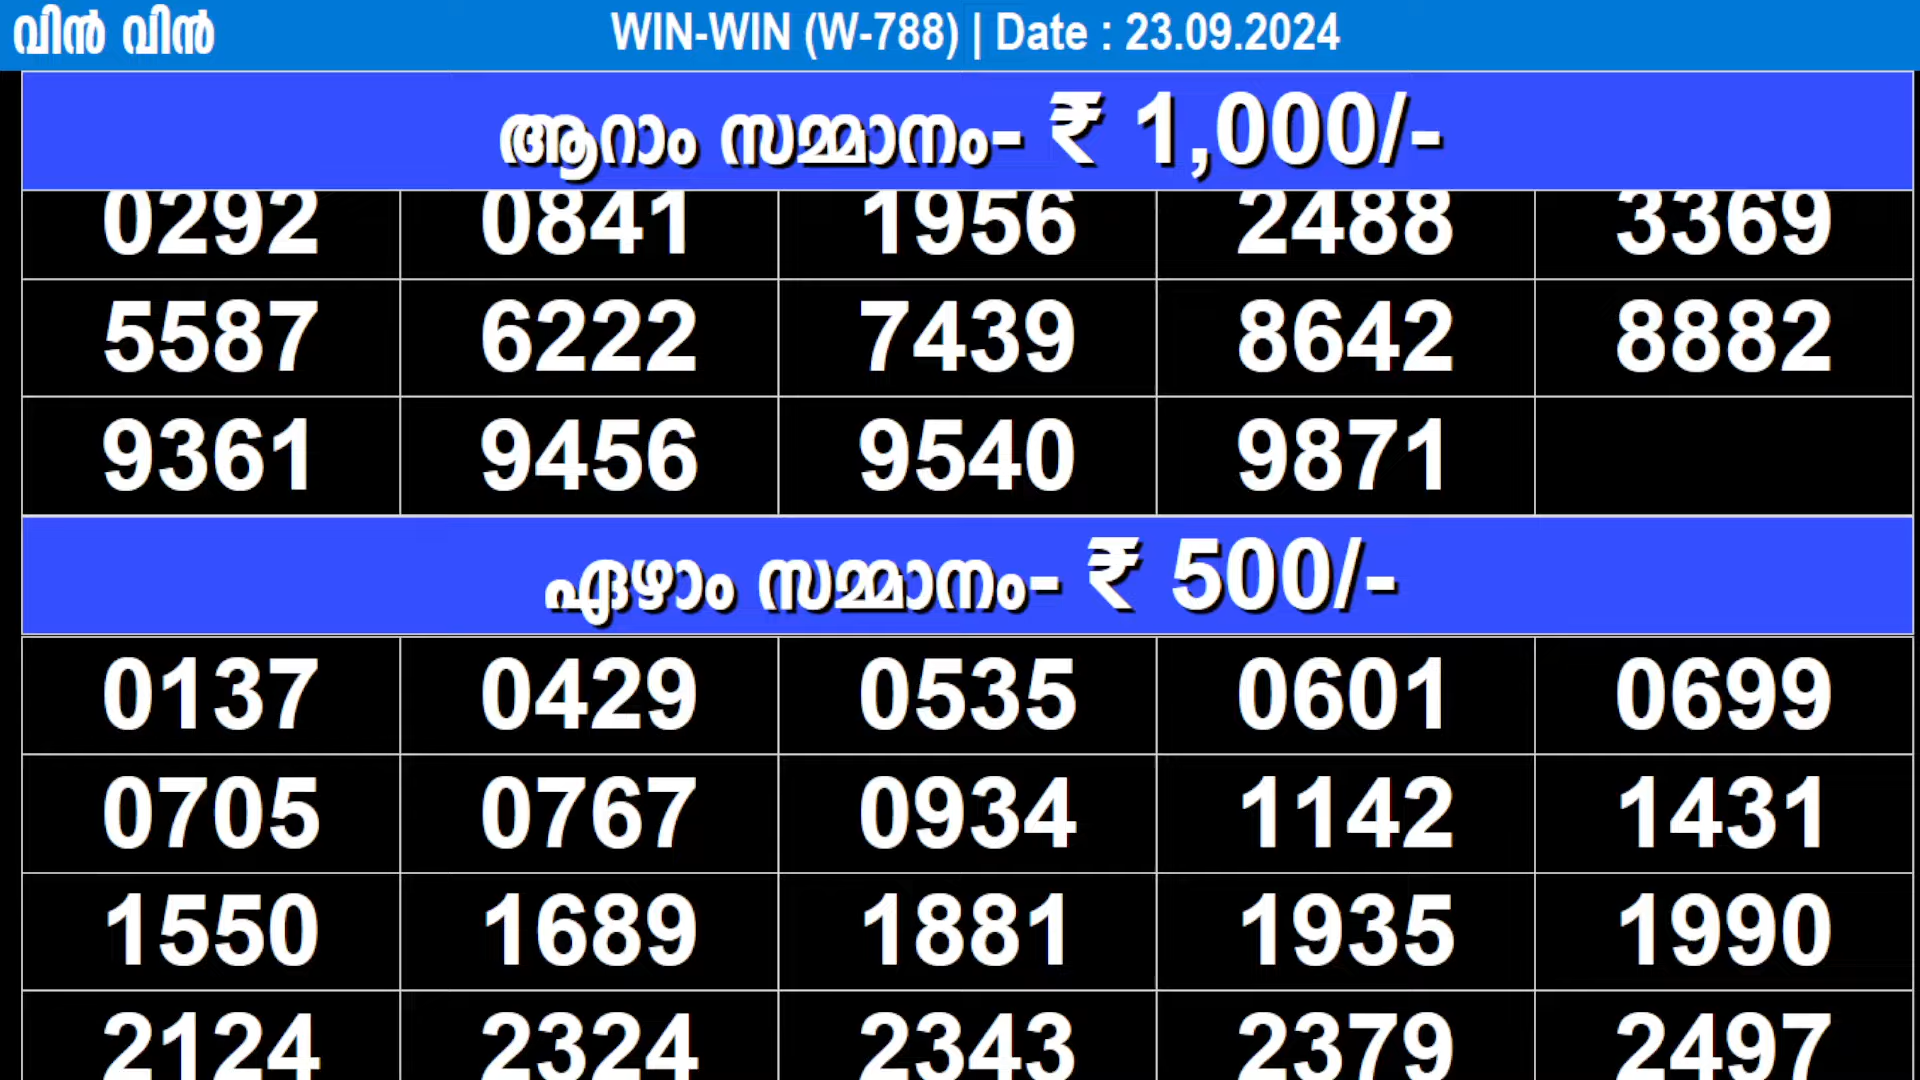 വിൻ വിൻ WIN-WIN (W-788) | Date : 23.09.2024
ആറാം സമ്മാനം- ₹ 1,000/-
0292 0841 1956 2488 3369
5587 6222 7439 8642 8882
9361 9456 9540 9871
ഏഴാം സമ്മാനം- ₹ 500/-
0137 0429 0535 0601 0699
0705 0767 0934 1142 1431
1550 1689 1881 1935 1990
2124 2324 2343 2379 2497